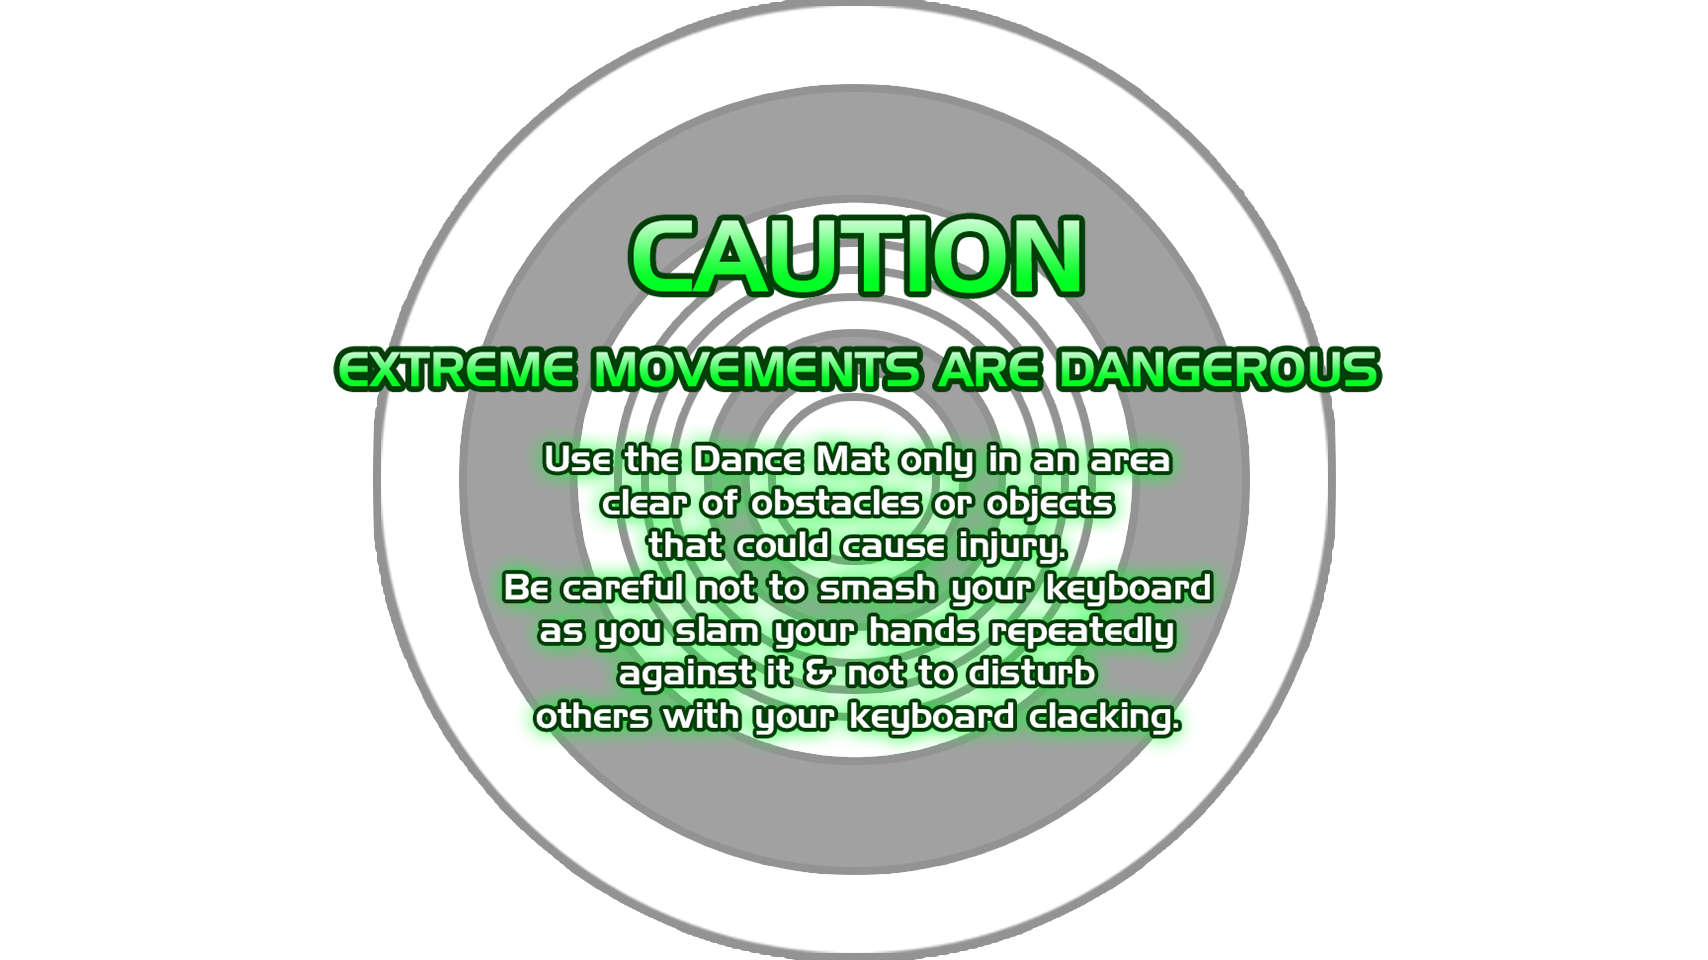 CAUTION
EXTREME MOVEMENTS ARE DANGEROUS
Use the Dance Mat only in an area
clear of obstacles or objects
that could cause injury.
Be careful not to smash your keyboard
as you slam your hands repeatedly
against it & not to disturb
others with your keyboard clacking.